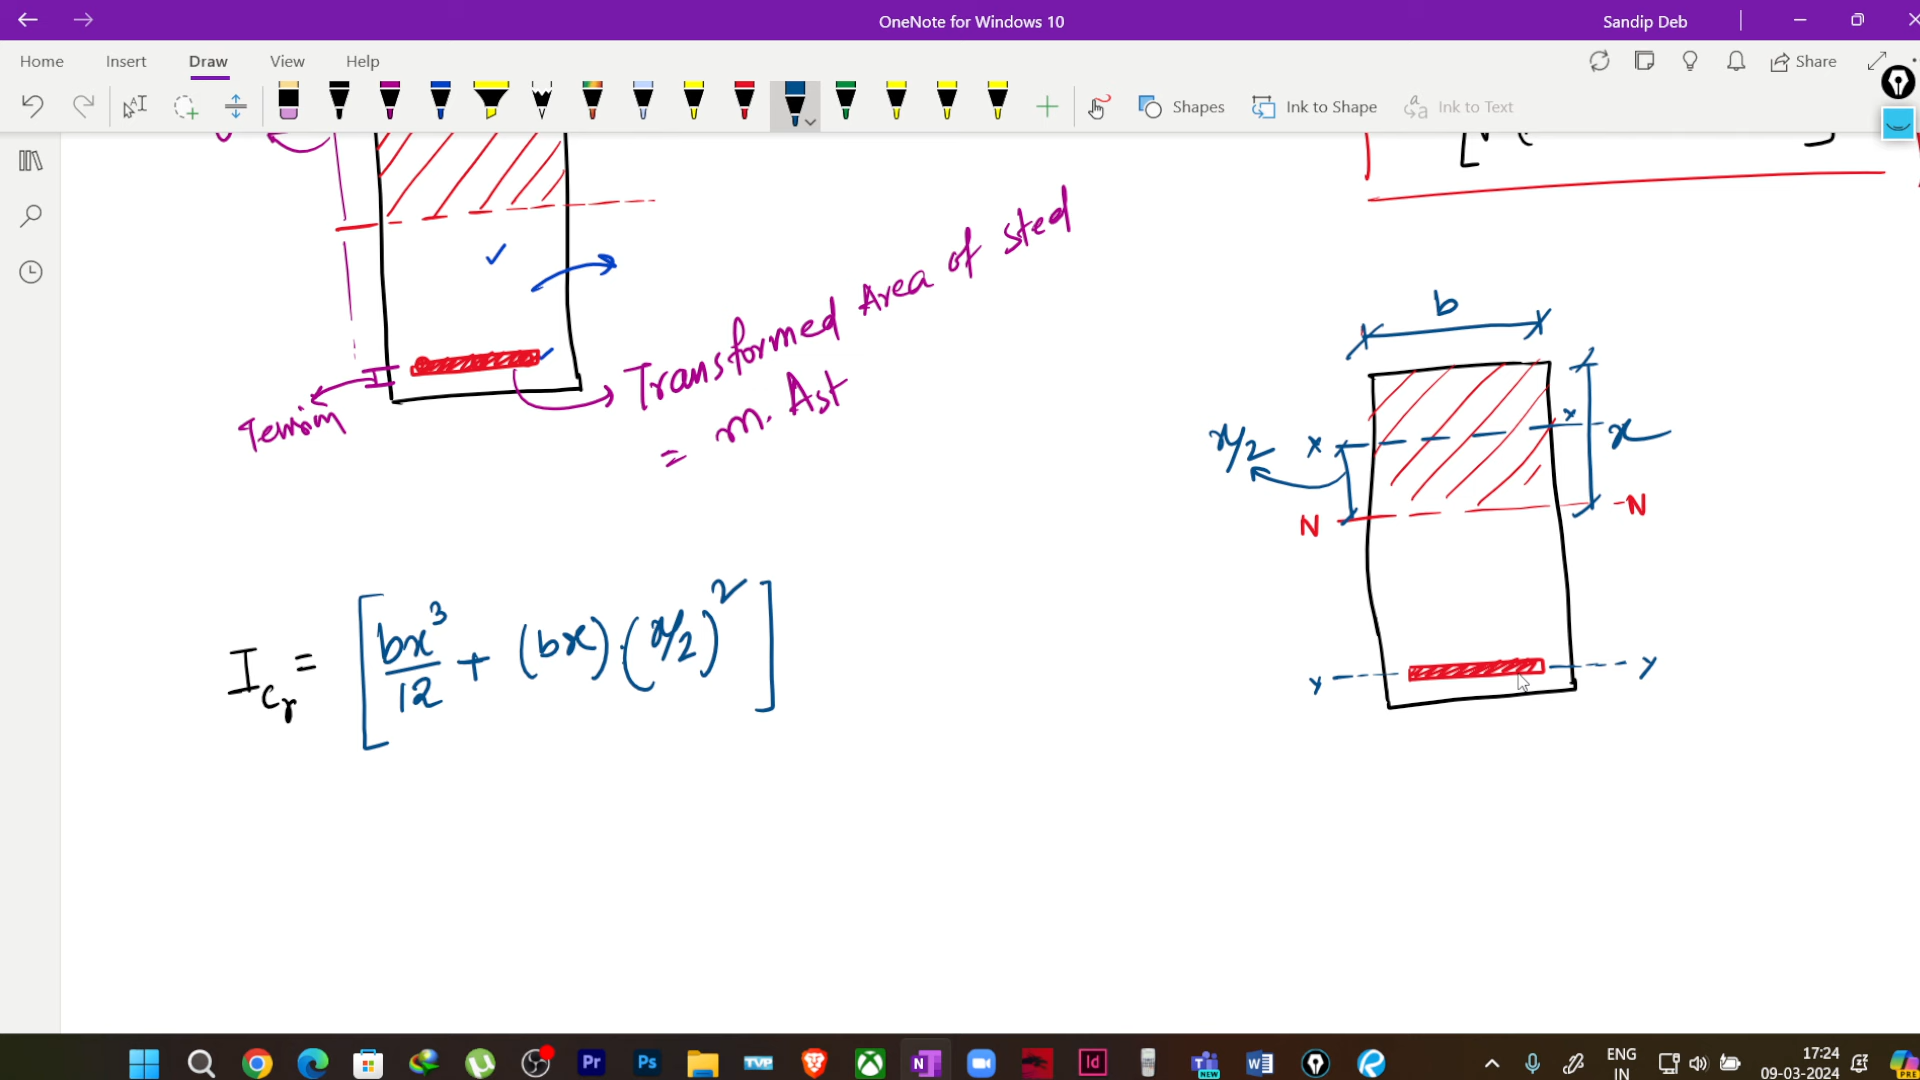 OneNote for Windows 10
Sandip Deb
Home Insert Draw View Help
Share
Shapes
Ink to Shape
Ink to Text
Transformed Area of steel
= m. Ast
Tension
b
x/2
x
x
x
N
N
Icr = [bx³/12 + (bx).(x/2)²]
y
y
ENG
IN
17:24
09-03-2024